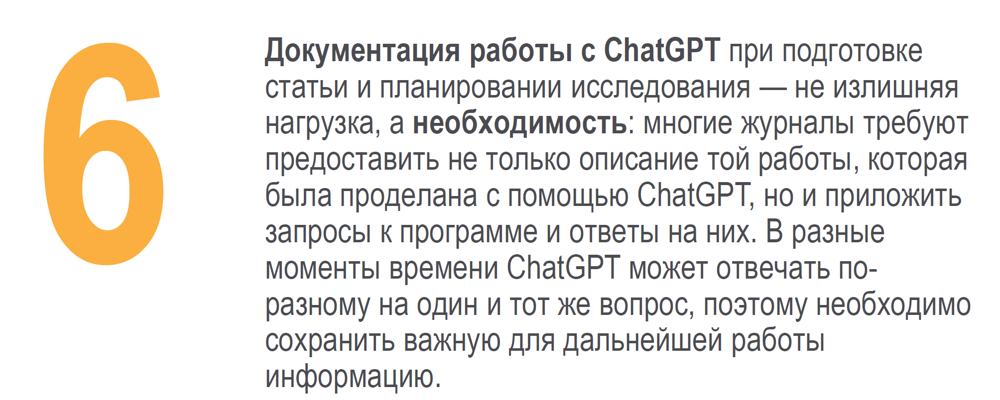 6
Документация работы с ChatGPT при подготовке
статьи и планировании исследования — не излишняя
нагрузка, а необходимость: многие журналы требуют
предоставить не только описание той работы, которая
была проделана с помощью ChatGPT, но и приложить
запросы к программе и ответы на них. В разные
моменты времени ChatGPT может отвечать по-
разному на один и тот же вопрос, поэтому необходимо
сохранить важную для дальнейшей работы
информацию.